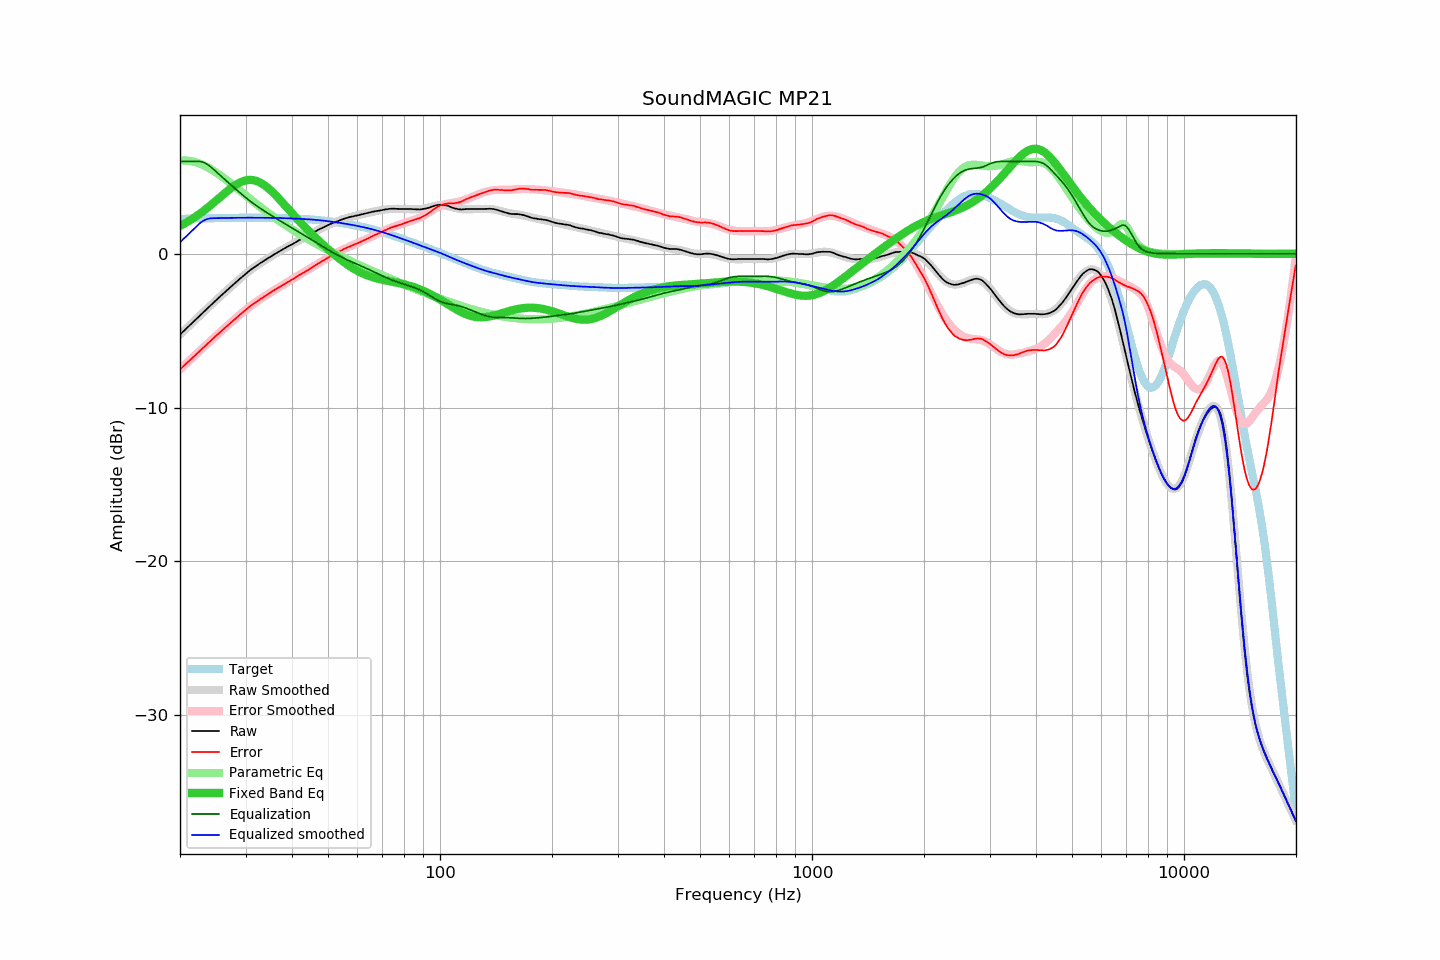 SoundMAGIC MP21
Amplitude (dBr)
0
−10
−20
−30
Target
Raw Smoothed
Error Smoothed
Raw
Error
Parametric Eq
Fixed Band Eq
Equalization
Equalized smoothed
100
1000
10000
Frequency (Hz)